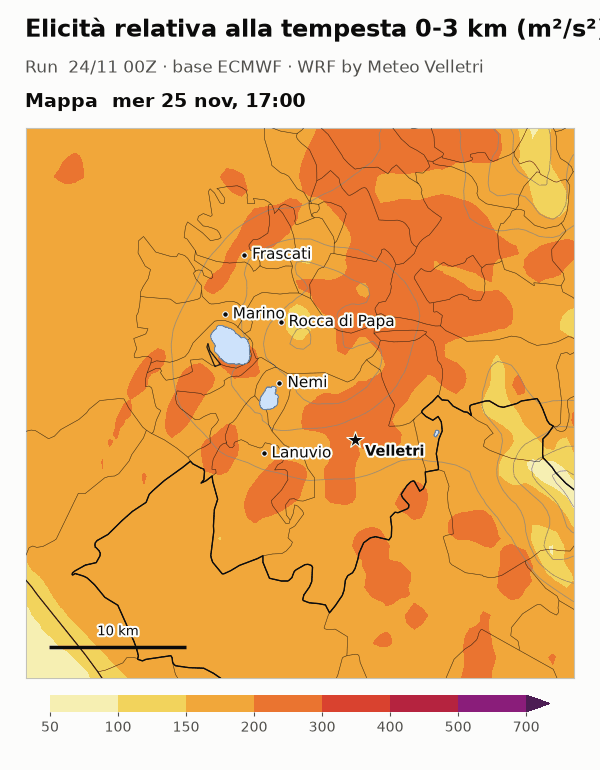 Elicità relativa alla tempesta 0-3 km (m²/s²)
Run 24/11 00Z · base ECMWF · WRF by Meteo Velletri
Mappa mer 25 nov, 17:00
Frascati
Marino
Rocca di Papa
Nemi
Velletri
Lanuvio
10 km
50 100 150 200 300 400 500 700